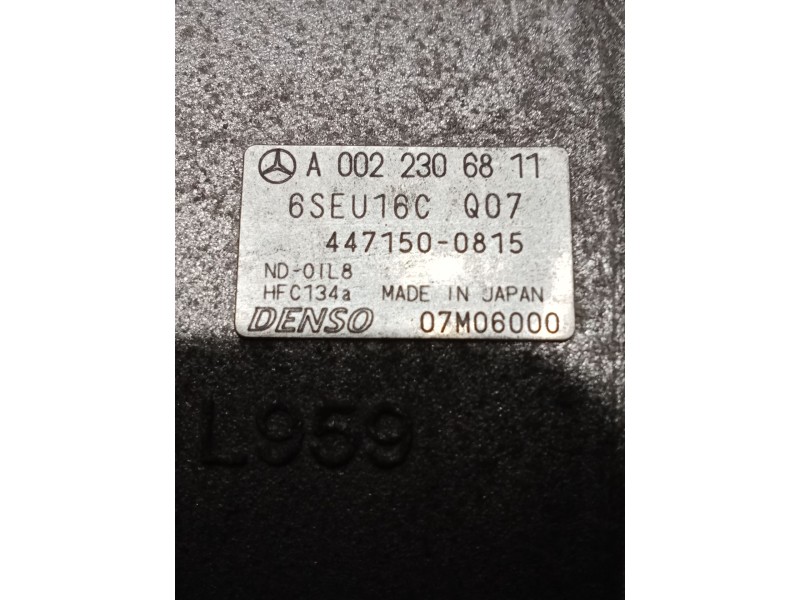 A 002 230 68 11
6SEU16C Q07
447150-0815
ND-OIL8
HFC134a MADE IN JAPAN
DENSO 07M06000
L959